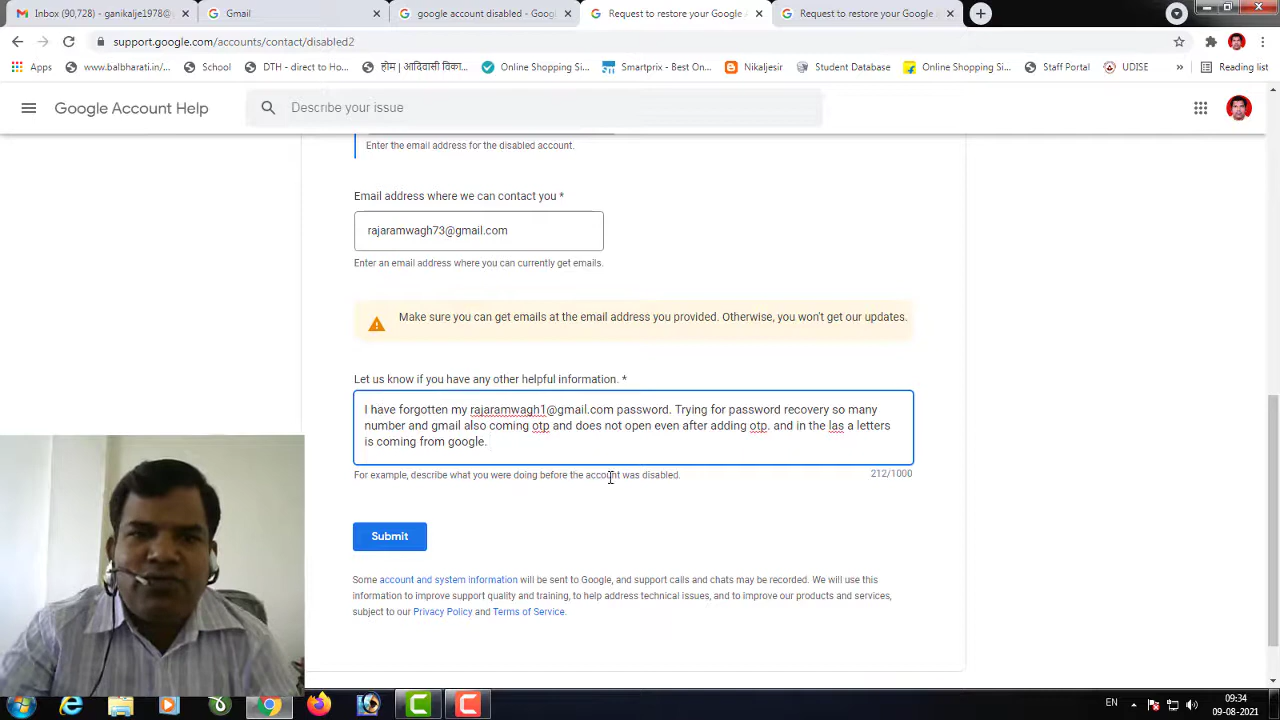 Inbox (90,728) - ganikalje1978@
Gmail
google account disabled - G
Request to restore your Google
Request to restore your Google
support.google.com/accounts/contact/disabled2
Apps
www.balbharati.in/
School
DTH - direct to Ho...
होम | आदिवासी विका...
Online Shopping Si...
Smartprix - Best On...
Nikaljesir
Student Database
Online Shopping Si...
Staff Portal
UDISE
»
Reading list
Google Account Help
Describe your issue
Enter the email address for the disabled account.
Email address where we can contact you *
rajaramwagh73@gmail.com
Enter an email address where you can currently get emails.
Make sure you can get emails at the email address you provided. Otherwise, you won't get our updates.
Let us know if you have any other helpful information. *
I have forgotten my rajaramwagh1@gmail.com password. Trying for password recovery so many
number and gmail also coming otp and does not open even after adding otp. and in the las a letters
is coming from google.
For example, describe what you were doing before the account was disabled.
212/1000
Submit
Some account and system information will be sent to Google, and support calls and chats may be recorded. We will use this
information to improve support quality and training, to help address technical issues, and to improve our products and services,
subject to our Privacy Policy and Terms of Service.
EN
09:34
09-08-2021